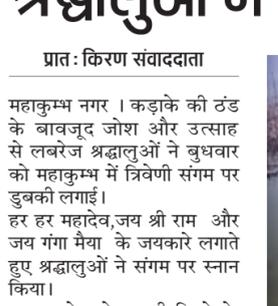 श्रद्धालुओं ने
प्रात: किरण संवाददाता
महाकुम्भ नगर । कड़ाके की ठंड
के बावजूद जोश और उत्साह
से लबरेज श्रद्धालुओं ने बुधवार
को महाकुम्भ में त्रिवेणी संगम पर
डुबकी लगाई।
हर हर महादेव,जय श्री राम और
जय गंगा मैया के जयकारे लगाते
हुए श्रद्धालुओं ने संगम पर स्नान
किया।